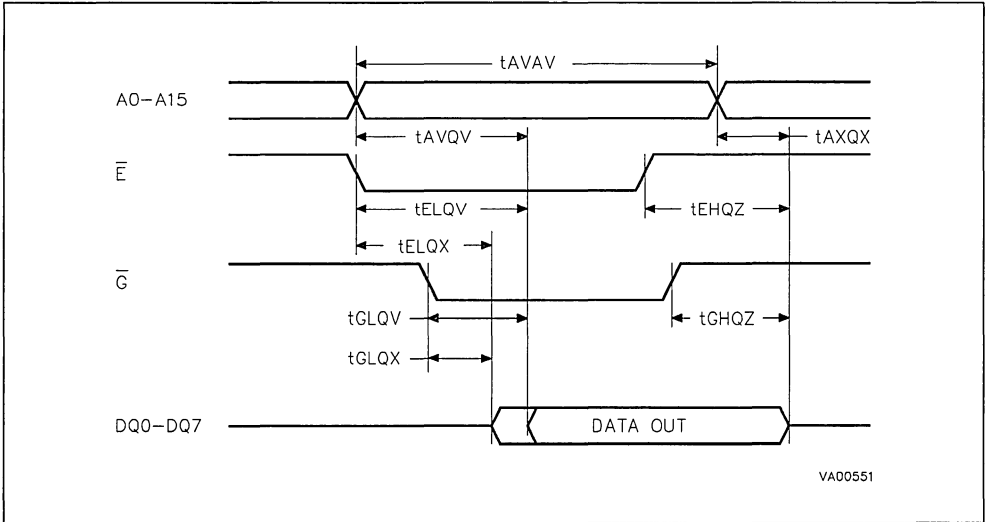 tAVAV
A0-A15
tAVQV
tAXQX
E
tELQV
tEHQZ
tELQX
G
tGLQV
tGHQZ
tGLQX
DQ0-DQ7
DATA OUT
VA00551